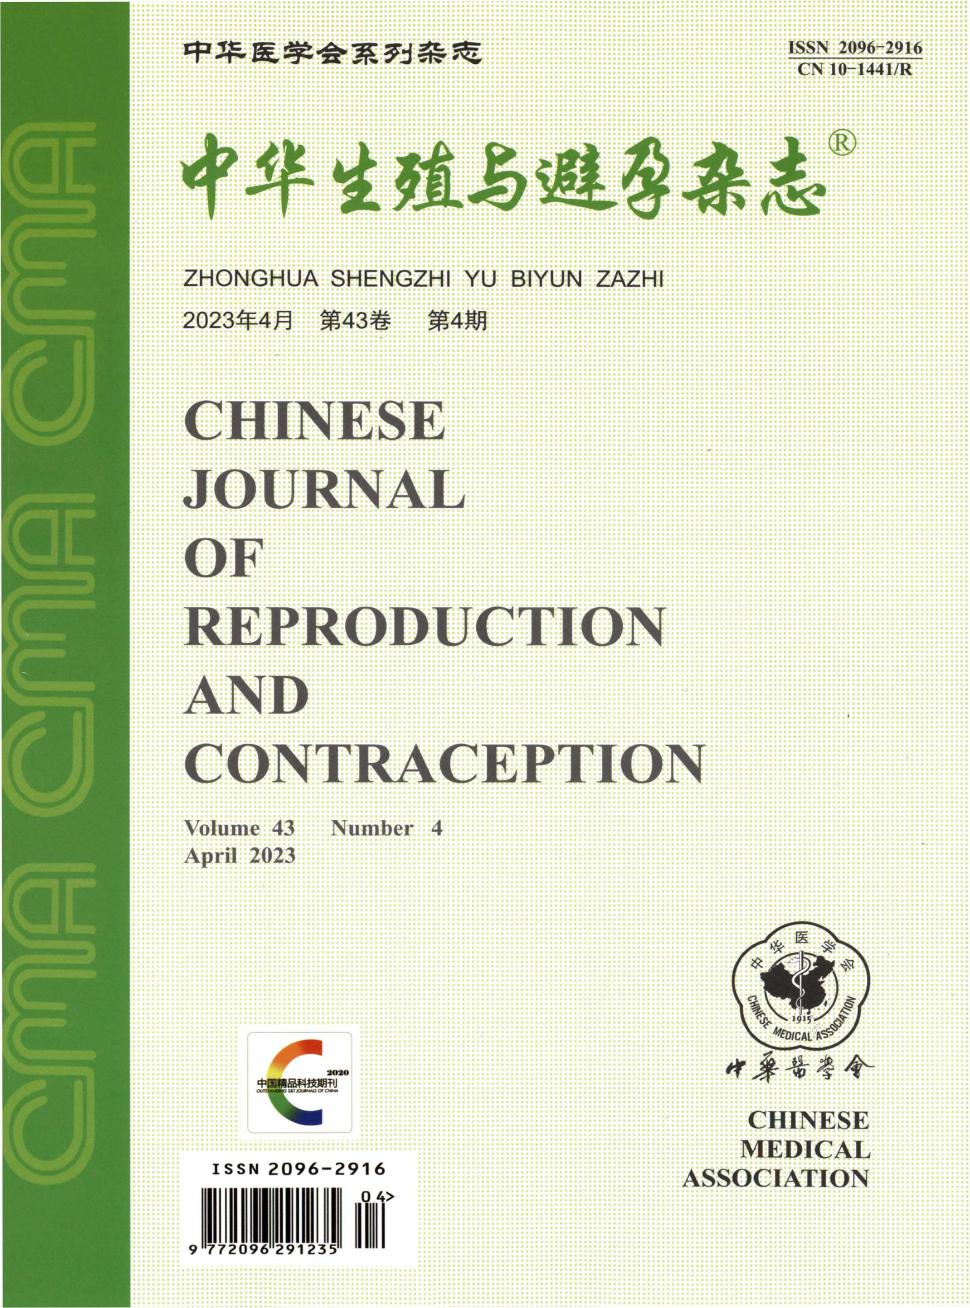 中华医学会系列杂志
ISSN 2096-2916
CN 10-1441/R
中华生殖与避孕杂志®
ZHONGHUA SHENGZHI YU BIYUN ZAZHI
2023年4月 第43卷 第4期
CHINESE
JOURNAL
OF
REPRODUCTION
AND
CONTRACEPTION
Volume 43 Number 4
April 2023
CMA CMA CMA
中华医学会
1915
CHINESE MEDICAL ASSOCIATION
中華醫學會
CHINESE
MEDICAL
ASSOCIATION
2020
中国精品科技期刊
OUTSTANDING S&T JOURNALS OF CHINA
ISSN 2096-2916
04>
9 772096 291235